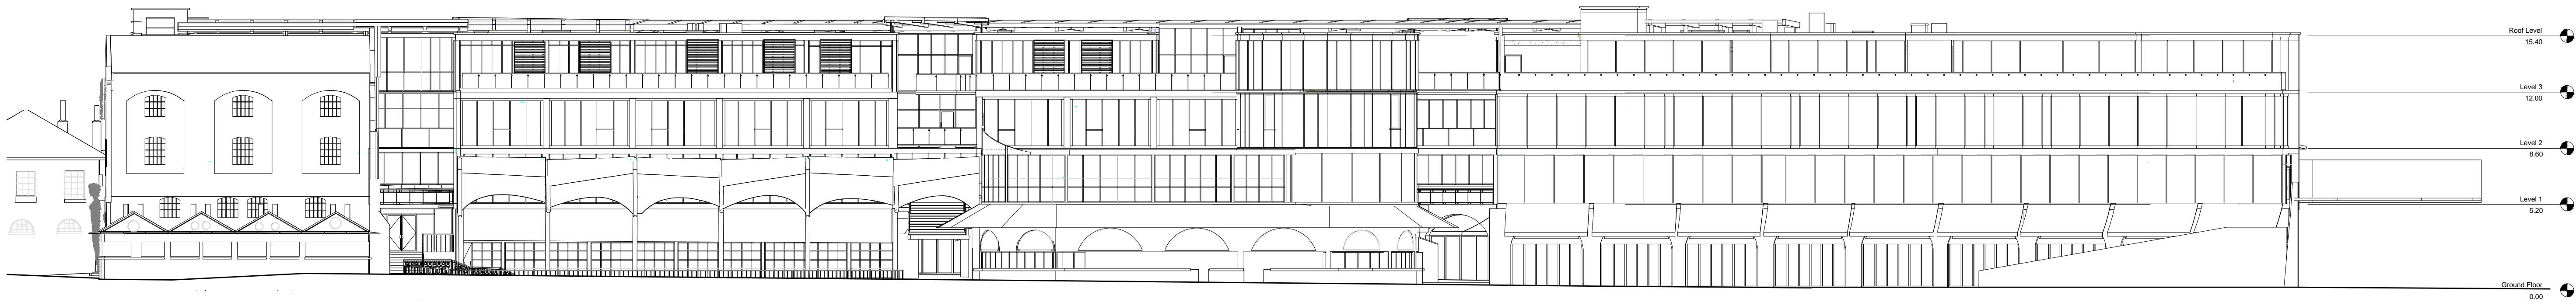 Roof Level
15.40
Level 3
12.00
Level 2
8.60
Level 1
5.20
Ground Floor
0.00